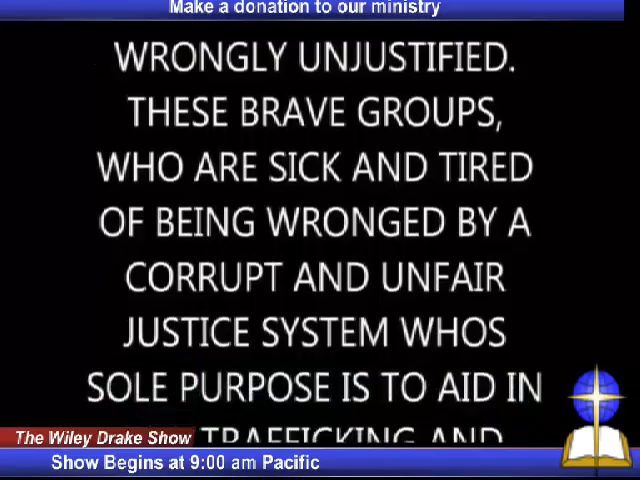 Make a donation to our ministry
WRONGLY UNJUSTIFIED.
THESE BRAVE GROUPS,
WHO ARE SICK AND TIRED
OF BEING WRONGED BY A
CORRUPT AND UNFAIR
JUSTICE SYSTEM WHOS
SOLE PURPOSE IS TO AID IN
TRAFFICKING AND
The Wiley Drake Show
Show Begins at 9:00 am Pacific